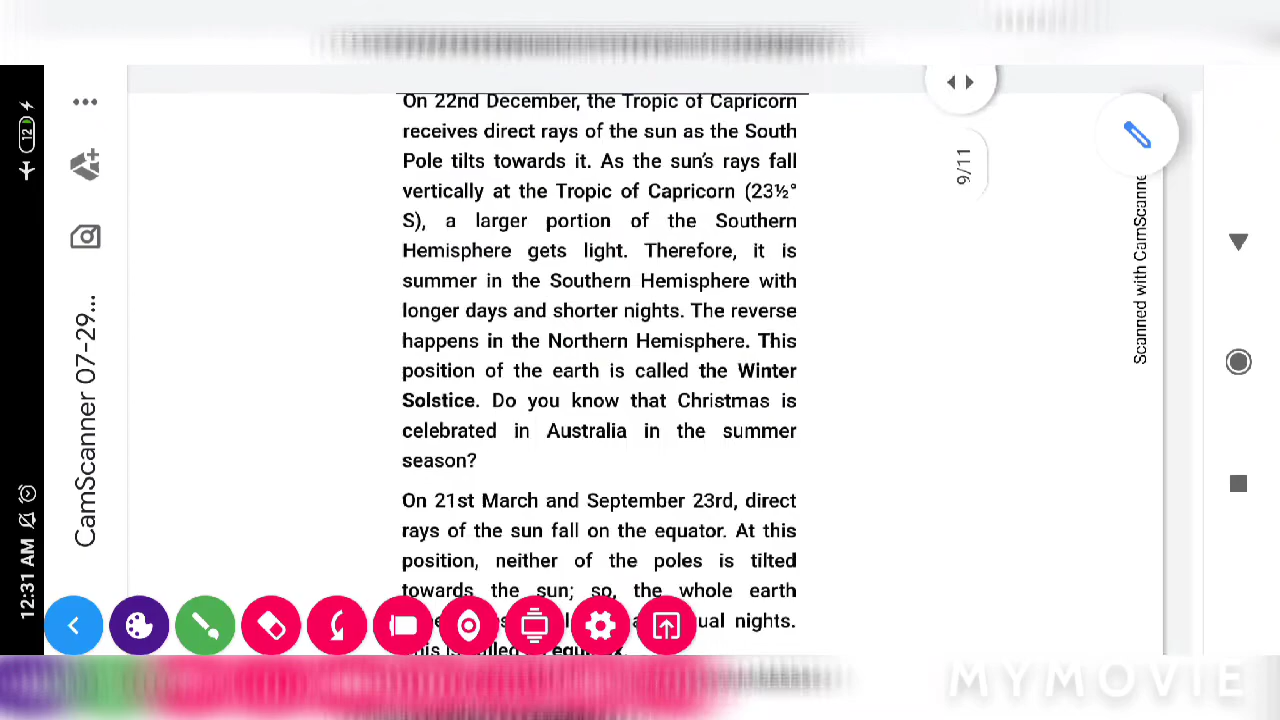 On 22nd December, the Tropic of Capricorn
receives direct rays of the sun as the South
Pole tilts towards it. As the sun's rays fall
vertically at the Tropic of Capricorn (23½°
S), a larger portion of the Southern
Hemisphere gets light. Therefore, it is
summer in the Southern Hemisphere with
longer days and shorter nights. The reverse
happens in the Northern Hemisphere. This
position of the earth is called the Winter
Solstice. Do you know that Christmas is
celebrated in Australia in the summer
season?
On 21st March and September 23rd, direct
rays of the sun fall on the equator. At this
position, neither of the poles is tilted
towards the sun; so, the whole earth
nights.
CamScanner 07-29...
12:31 AM
12
9/11
Scanned with CamScanne
MYMOVIE